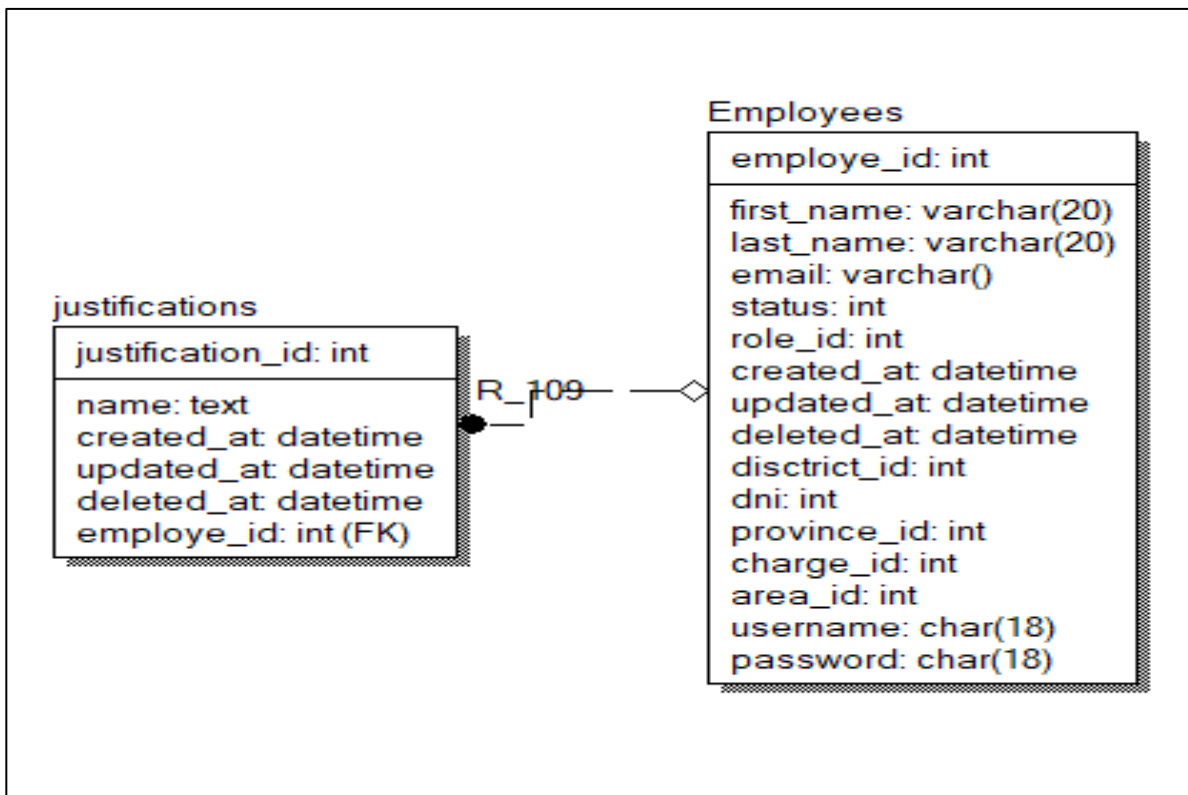 Employees
employe_id: int
first_name: varchar(20)
last_name: varchar(20)
email: varchar()
status: int
role_id: int
created_at: datetime
updated_at: datetime
deleted_at: datetime
disctrict_id: int
dni: int
province_id: int
charge_id: int
area_id: int
username: char(18)
password: char(18)
justifications
justification_id: int
name: text
created_at: datetime
updated_at: datetime
deleted_at: datetime
employe_id: int (FK)
R_109